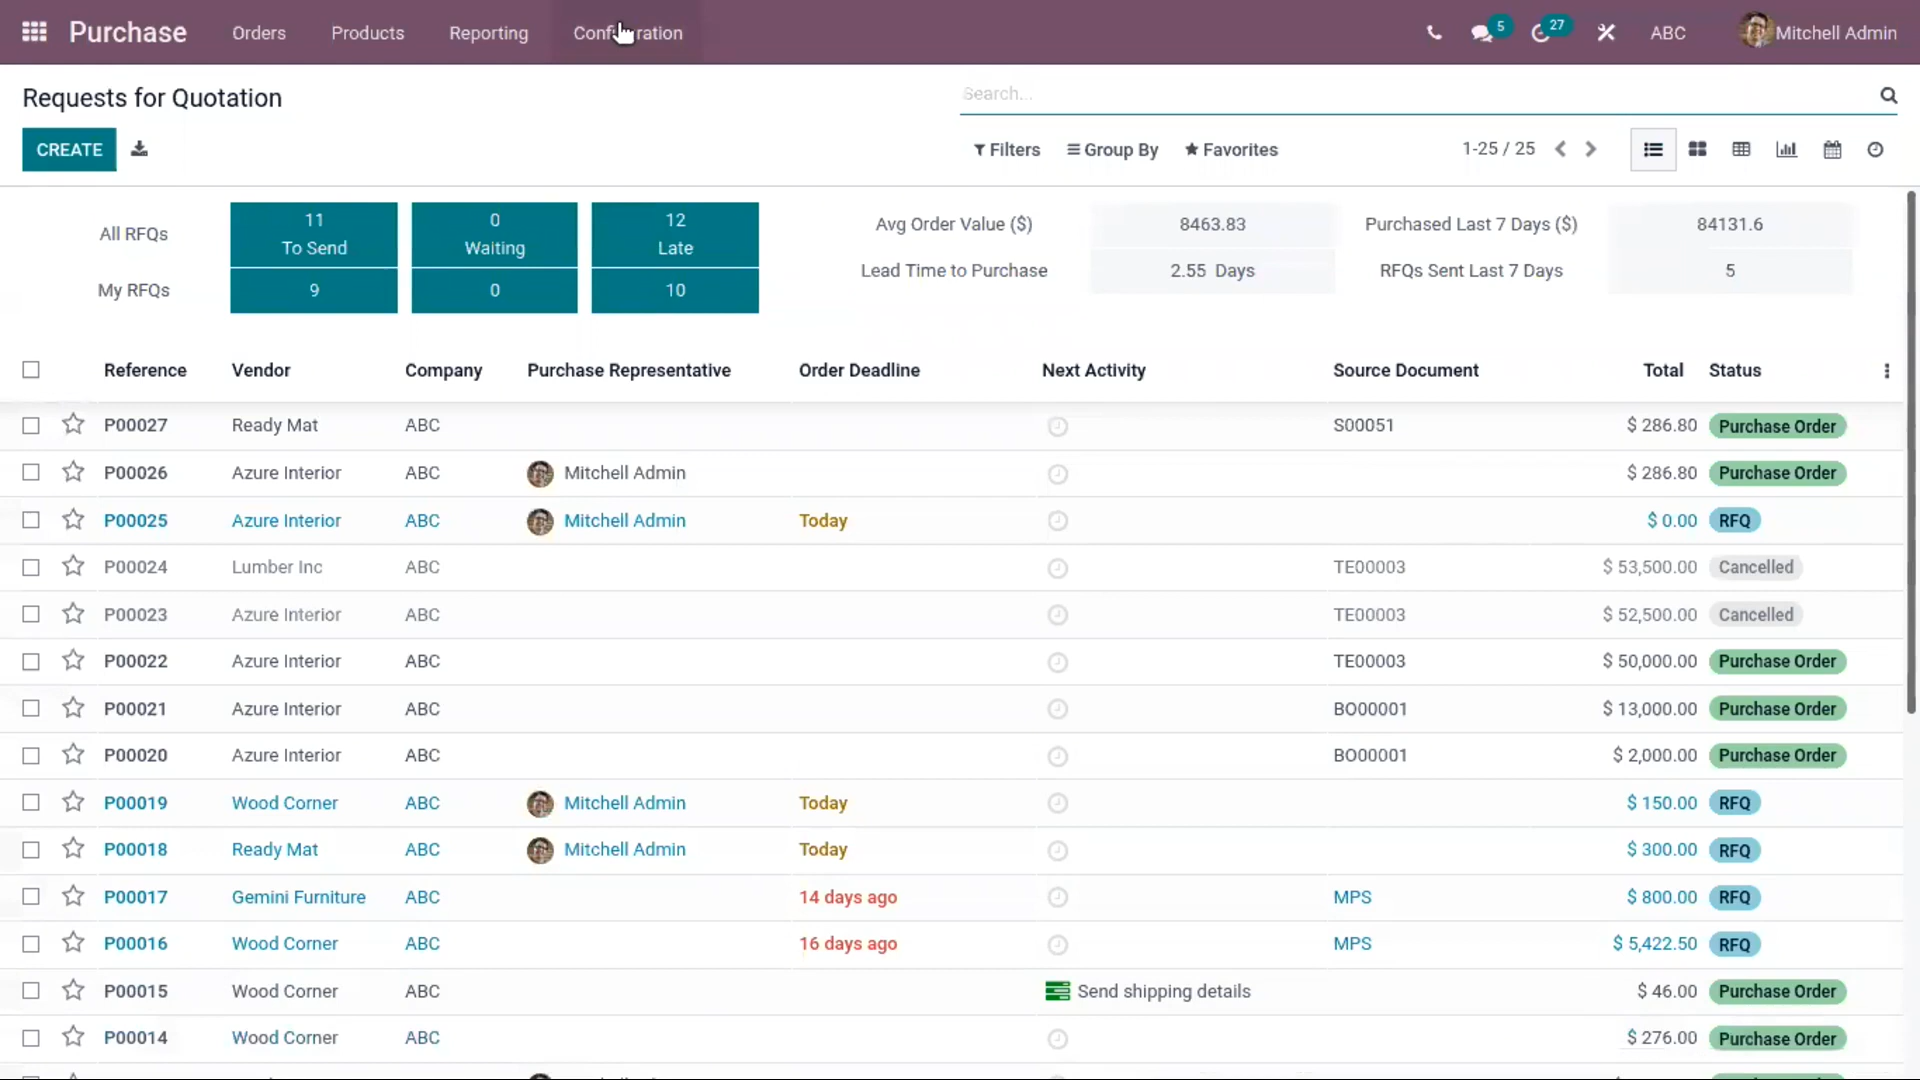 Purchase Orders Products Reporting Configuration 5 27 ABC Mitchell Admin
Requests for Quotation
Search...
CREATE Filters Group By Favorites 1-25 / 25
All RFQs 11 To Send 0 Waiting 12 Late
My RFQs 9 0 10
Avg Order Value ($) 8463.83 Purchased Last 7 Days ($) 84131.6
Lead Time to Purchase 2.55 Days RFQs Sent Last 7 Days 5
Reference Vendor Company Purchase Representative Order Deadline Next Activity Source Document Total Status
P00027 Ready Mat ABC S00051 $ 286.80 Purchase Order
P00026 Azure Interior ABC Mitchell Admin $ 286.80 Purchase Order
P00025 Azure Interior ABC Mitchell Admin Today $ 0.00 RFQ
P00024 Lumber Inc ABC TE00003 $ 53,500.00 Cancelled
P00023 Azure Interior ABC TE00003 $ 52,500.00 Cancelled
P00022 Azure Interior ABC TE00003 $ 50,000.00 Purchase Order
P00021 Azure Interior ABC BO00001 $ 13,000.00 Purchase Order
P00020 Azure Interior ABC BO00001 $ 2,000.00 Purchase Order
P00019 Wood Corner ABC Mitchell Admin Today $ 150.00 RFQ
P00018 Ready Mat ABC Mitchell Admin Today $ 300.00 RFQ
P00017 Gemini Furniture ABC 14 days ago MPS $ 800.00 RFQ
P00016 Wood Corner ABC 16 days ago MPS $ 5,422.50 RFQ
P00015 Wood Corner ABC Send shipping details $ 46.00 Purchase Order
P00014 Wood Corner ABC $ 276.00 Purchase Order